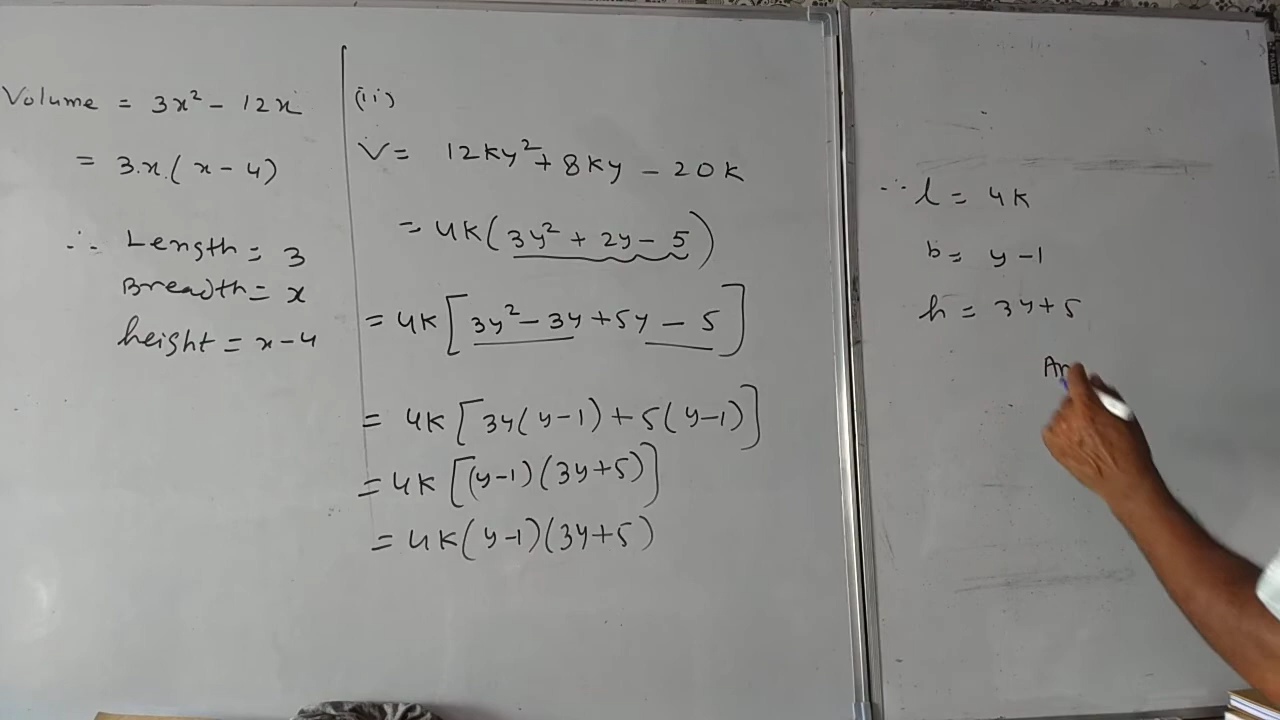 Volume = 3x² - 12x
= 3.x.(x-4)
∴ Length = 3
Breadth = x
height = x-4
(ii)
V = 12ky² + 8ky - 20k
= 4k(3y² + 2y - 5)
= 4k[3y² - 3y + 5y - 5]
= 4k[3y(y-1) + 5(y-1)]
= 4k[(y-1)(3y+5)]
= 4k(y-1)(3y+5)
∴ l = 4k
b = y-1
h = 3y+5
An